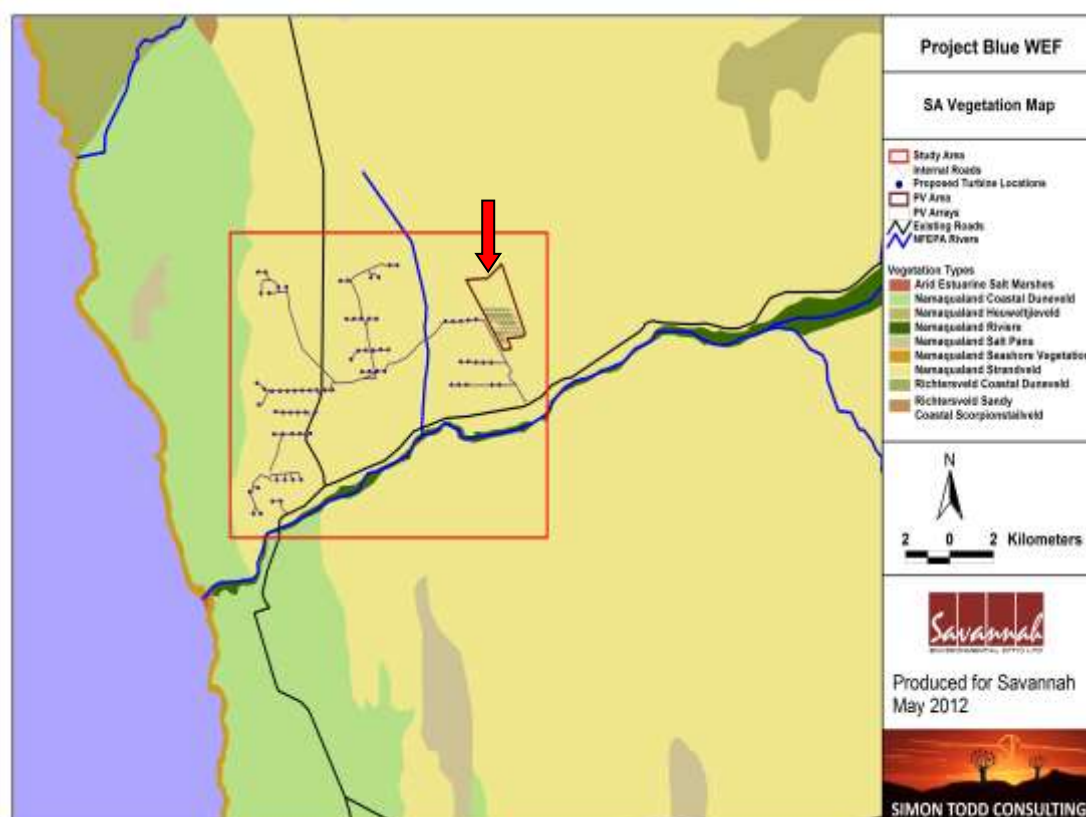 Project Blue WEF
SA Vegetation Map
Study Area
Internal Roads
Proposed Turbine Locations
PV Area
PV Arrays
Existing Roads
NFEPA Rivers
Vegetation Types
Arid Estuarine Salt Marshes
Namaqualand Coastal Duneveld
Namaqualand Heuweltjieveld
Namaqualand Riviere
Namaqualand Salt Pans
Namaqualand Seashore Vegetation
Namaqualand Strandveld
Richtersveld Coastal Duneveld
Richtersveld Sandy
Coastal Scorpionstailveld
N
2 0 2 Kilometers
Savannah
ENVIRONMENTAL (PTY) LTD
Produced for Savannah
May 2012
SIMON TODD CONSULTING